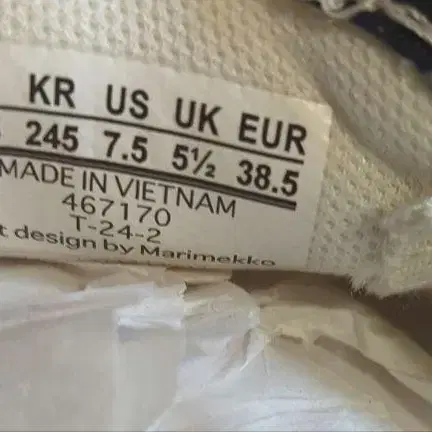 KR US UK EUR
245 7.5 5½ 38.5
MADE IN VIETNAM
467170
T-24-2
design by Marimekko